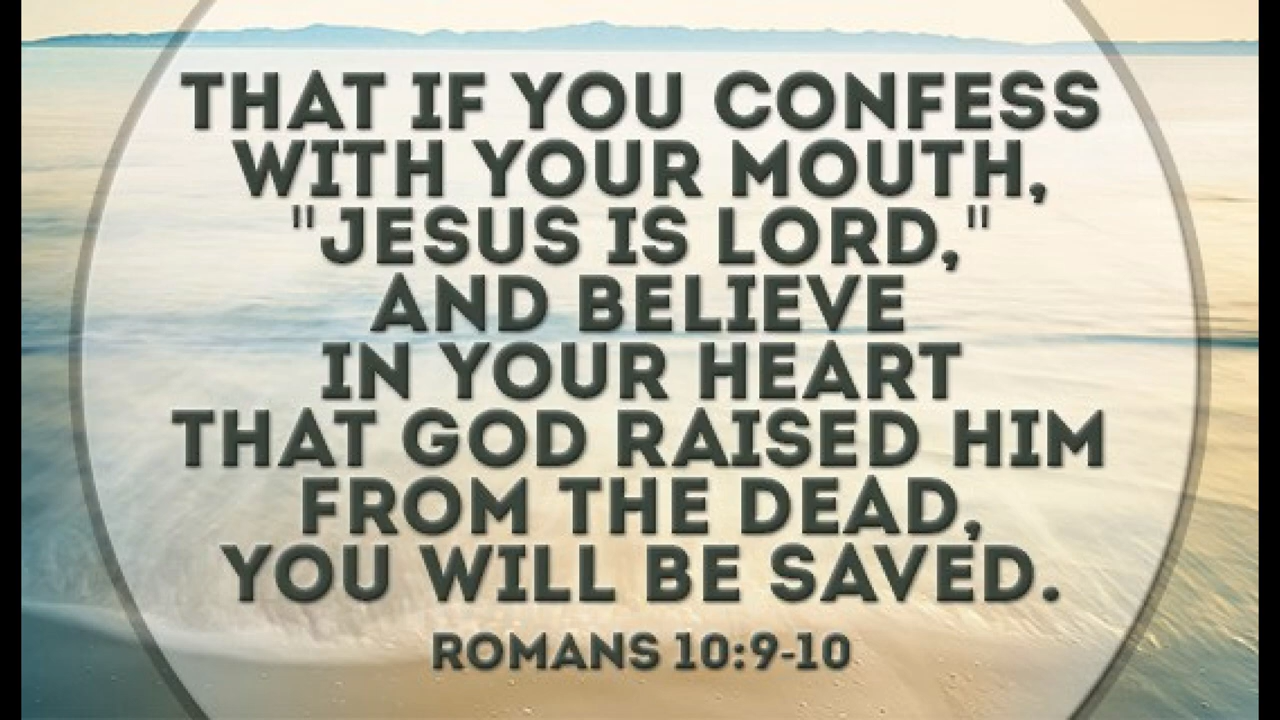 THAT IF YOU CONFESS
WITH YOUR MOUTH,
"JESUS IS LORD,"
AND BELIEVE
IN YOUR HEART
THAT GOD RAISED HIM
FROM THE DEAD,
YOU WILL BE SAVED.
ROMANS 10:9-10